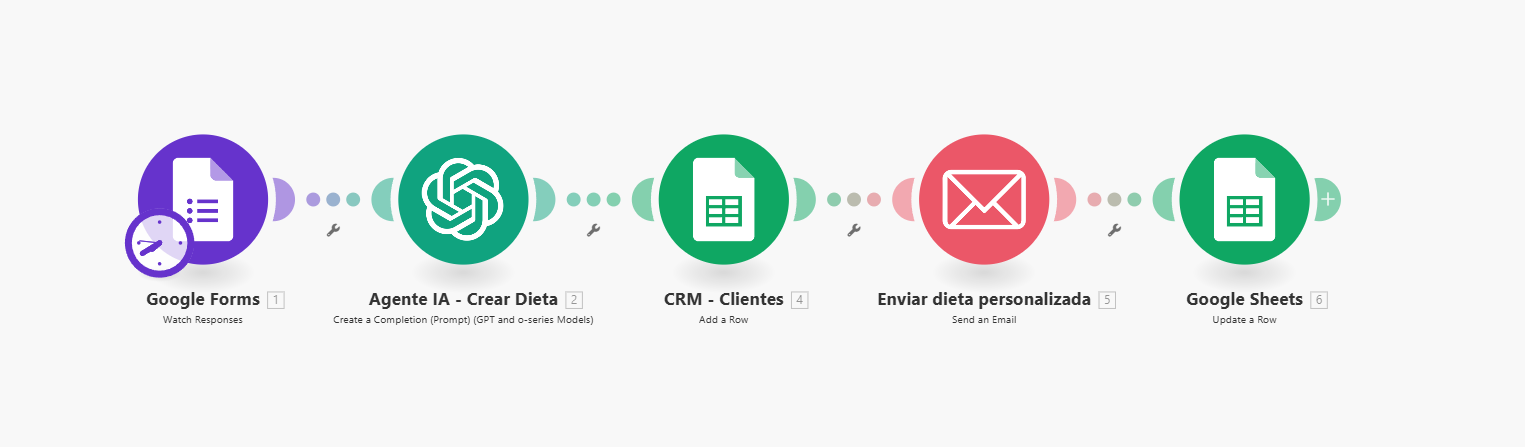 Google Forms 1
Watch Responses
Agente IA - Crear Dieta 2
Create a Completion (Prompt) (GPT and o-series Models)
CRM - Clientes 4
Add a Row
Enviar dieta personalizada 5
Send an Email
Google Sheets 6
Update a Row